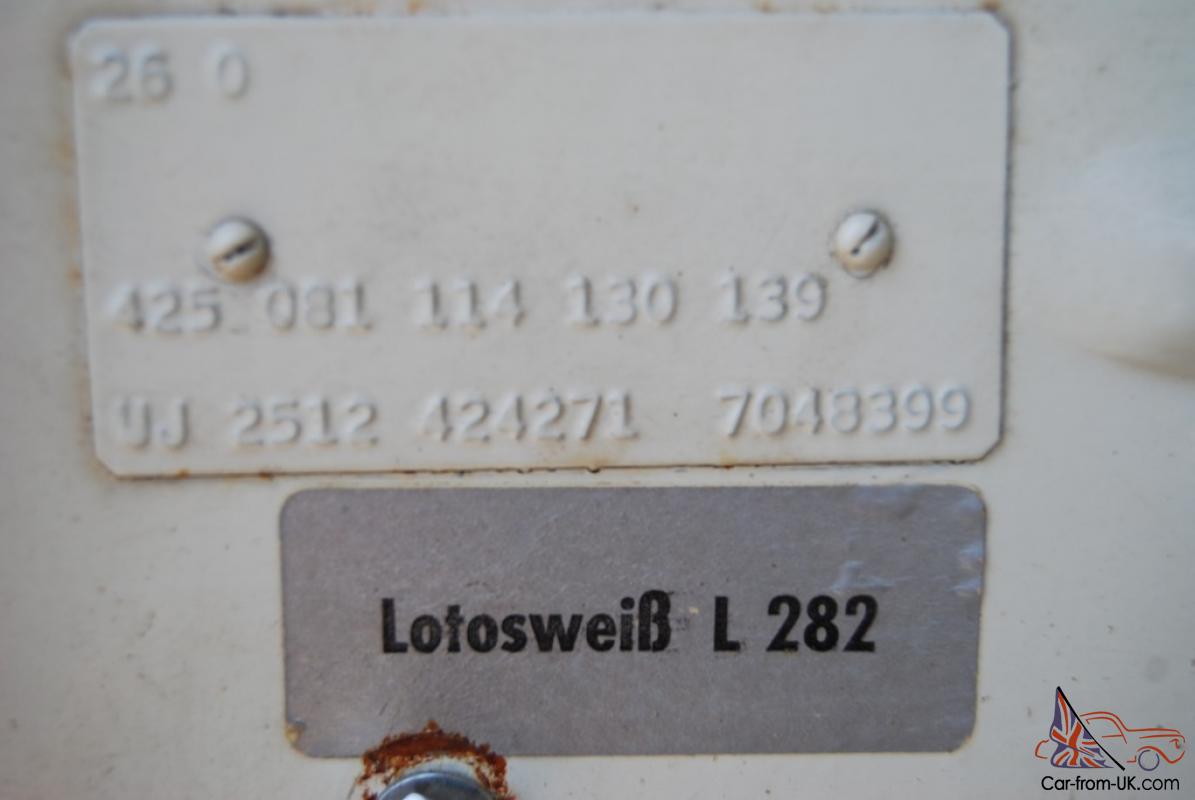 26 0
425 081 114 130 139
UJ 2512 424271 7048399
Lotosweiß L 282
Car-from-UK.com